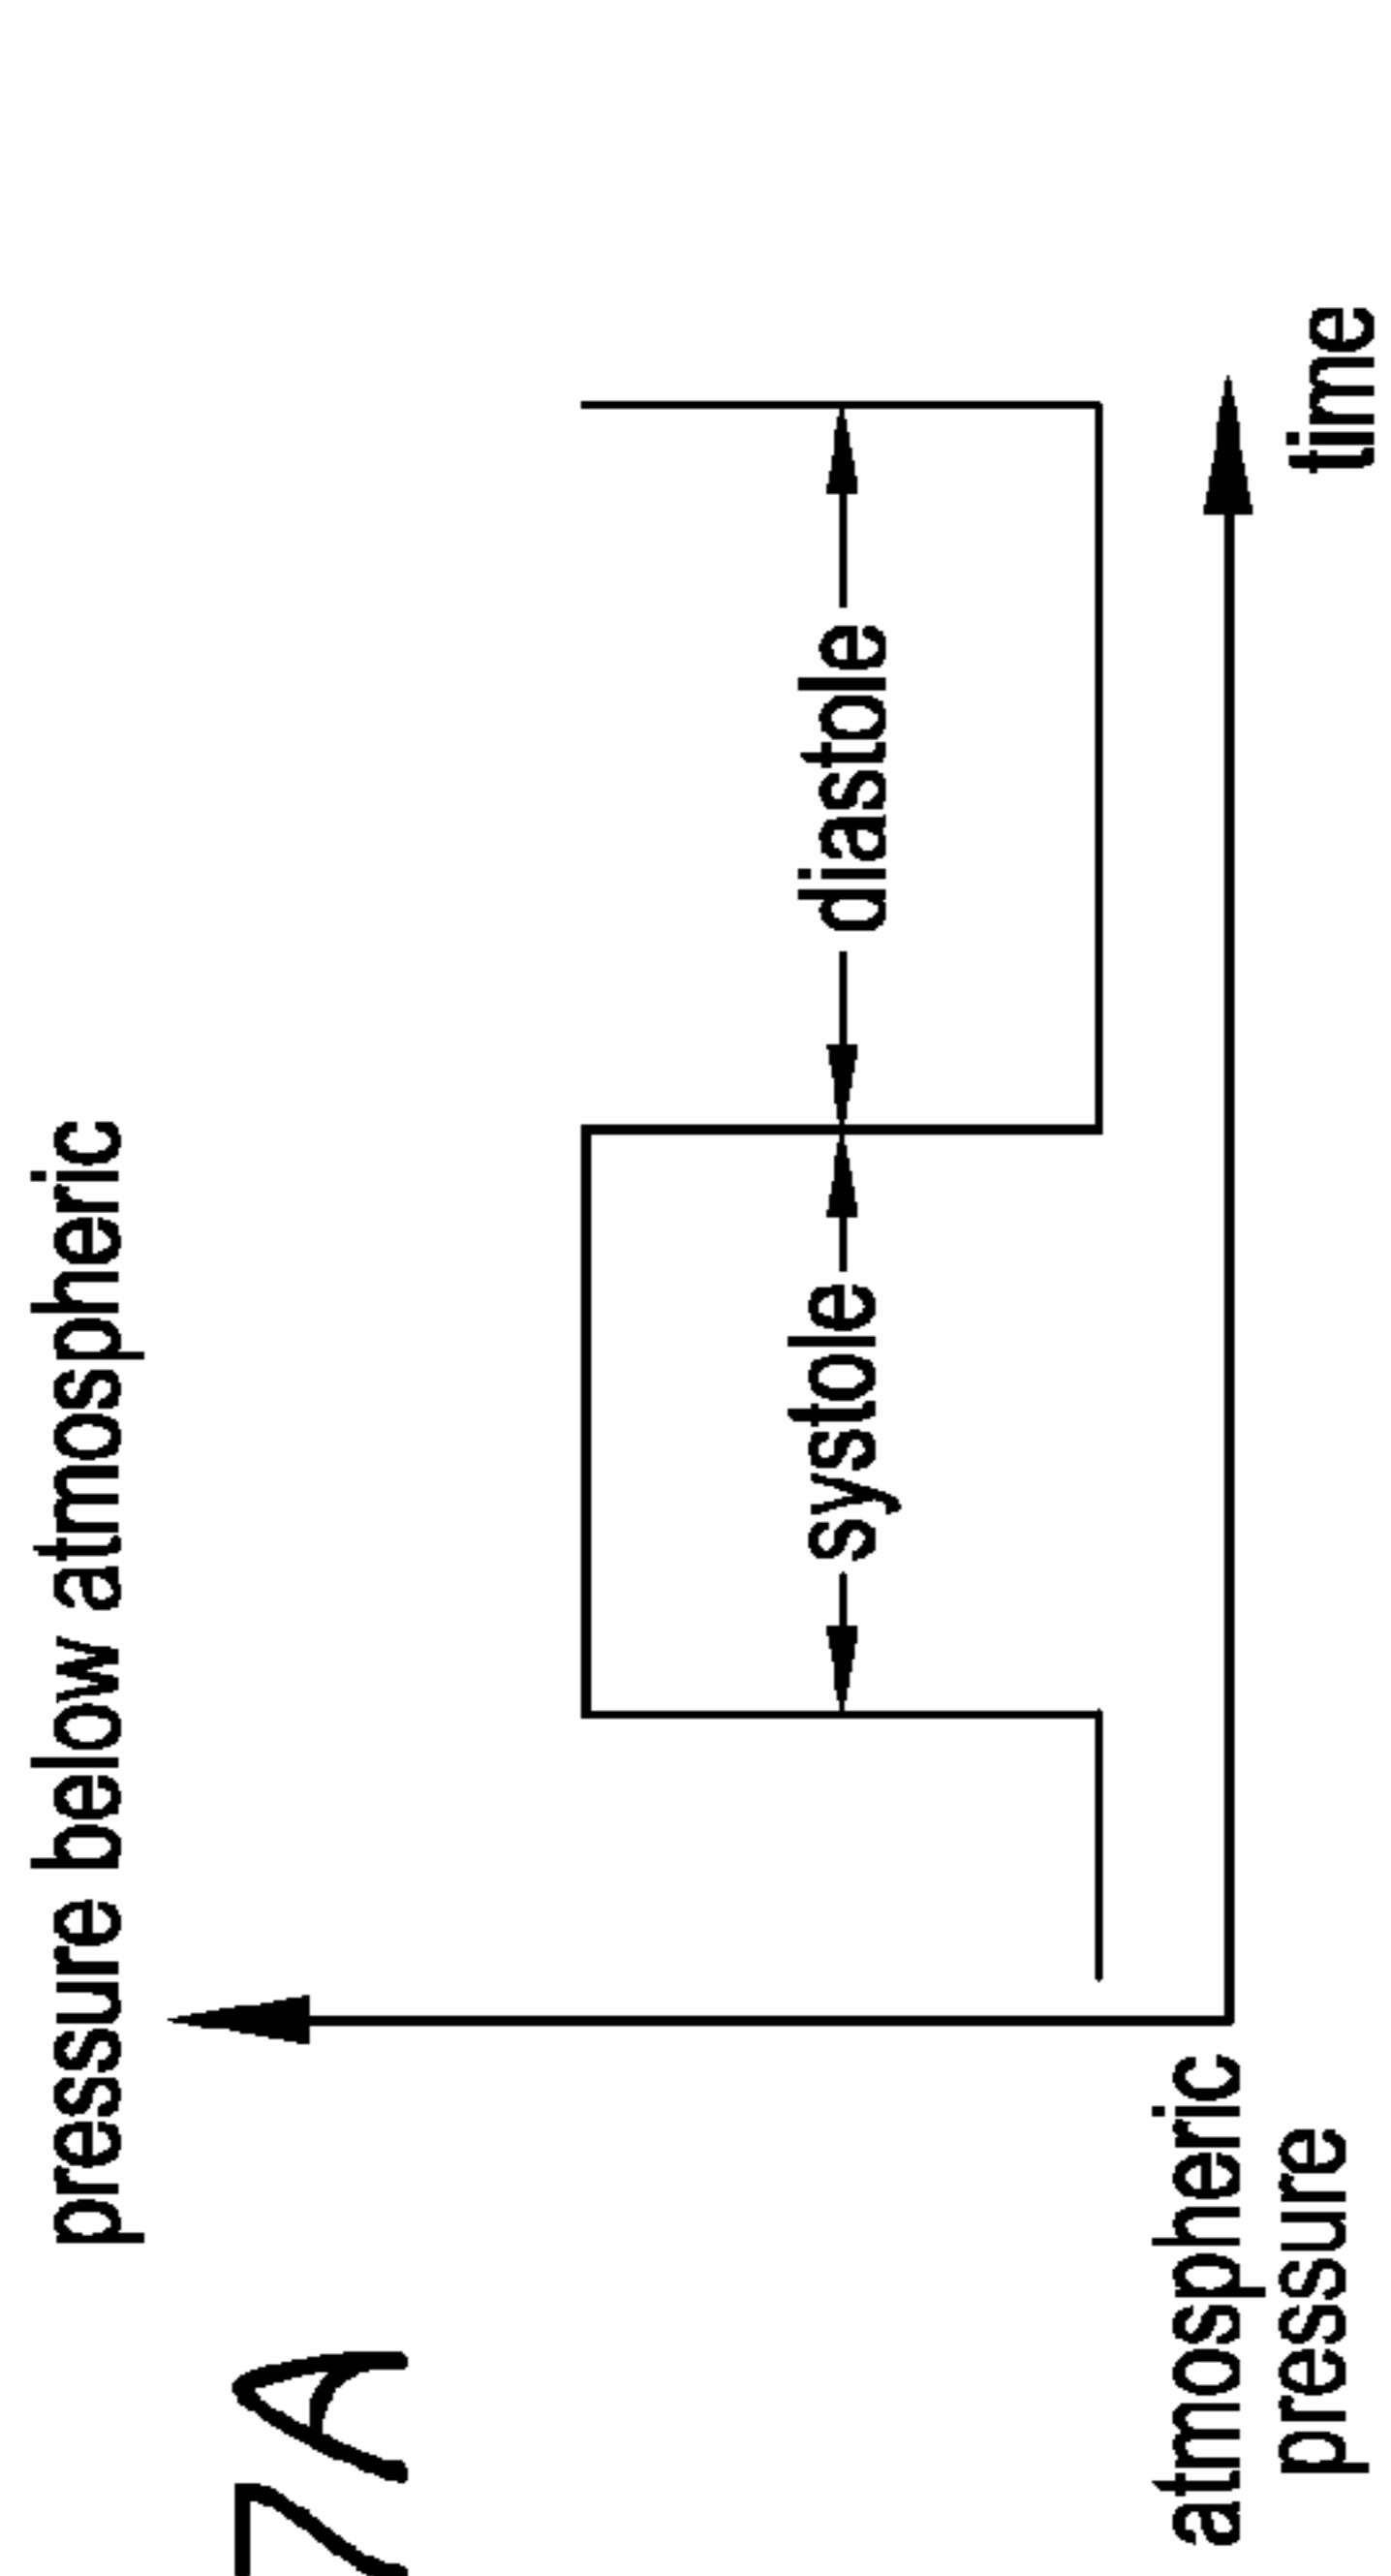 7A
pressure below atmospheric
systole
diastole
atmospheric
pressure
time